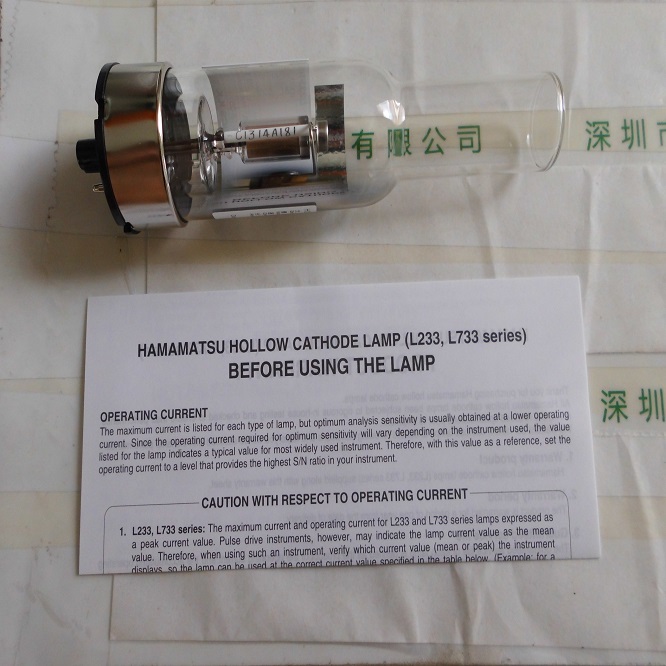 C1314A181
有限公司
深圳市
HAMAMATSU HOLLOW CATHODE LAMP (L233, L733 series)
BEFORE USING THE LAMP
深圳
OPERATING CURRENT
The maximum current is listed for each type of lamp, but optimum analysis sensitivity is usually obtained at a lower operating
current. Since the operating current required for optimum sensitivity will vary depending on the instrument used, the value
listed for the lamp indicates a typical value for most widely used instrument. Therefore, with this value as a reference, set the
operating current to a level that provides the highest S/N ratio in your instrument.
CAUTION WITH RESPECT TO OPERATING CURRENT
1. L233, L733 series: The maximum current and operating current for L233 and L733 series lamps expressed as
a peak current value. Pulse drive instruments, however, may indicate the lamp current value as the mean
value. Therefore, when using such an instrument, verify which current value (mean or peak) the instrument
displays, so the lamp can be used at the correct current value specified in the table below. (Example: for a